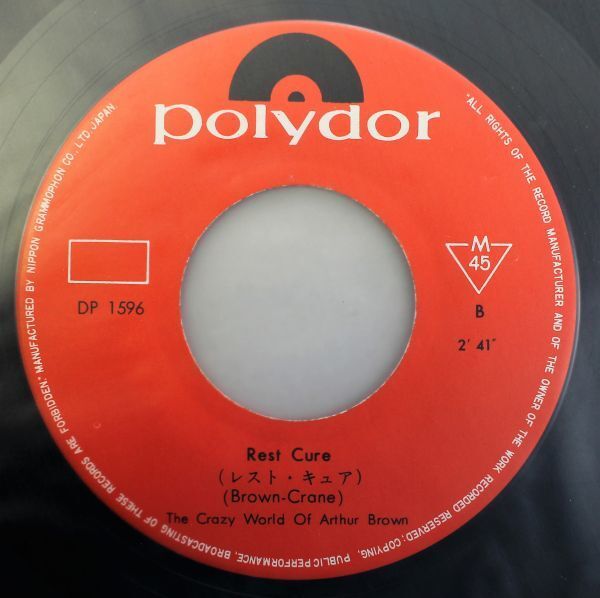 polydor
M
45
DP 1596
B
2' 41"
Rest Cure
(レスト・キュア)
(Brown-Crane)
The Crazy World Of Arthur Brown
"ALL RIGHTS OF THE RECORD MANUFACTURER AND OF THE OWNER OF THE WORK RECORDED RESERVED; COPYING, PUBLIC PERFORMANCE, BROADCASTING OF THESE RECORDS ARE FORBIDDEN." MANUFACTURED BY NIPPON GRAMMOPHON CO., LTD. JAPAN.